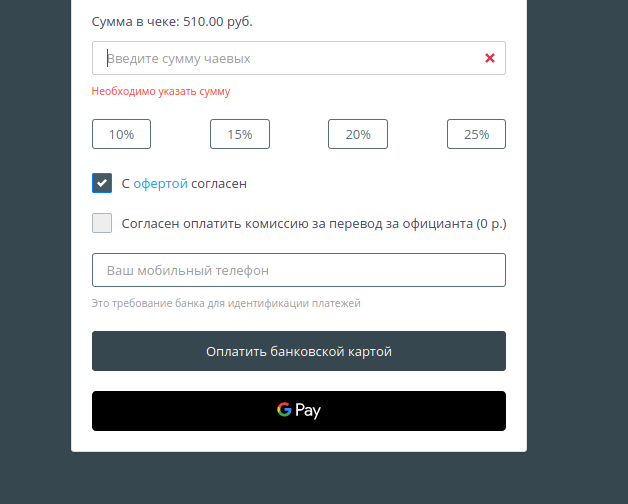 Сумма в чеке: 510.00 руб.
Введите сумму чаевых
Необходимо указать сумму
10% 15% 20% 25%
С офертой согласен
Согласен оплатить комиссию за перевод за официанта (0 р.)
Ваш мобильный телефон
Это требование банка для идентификации платежей
Оплатить банковской картой
G Pay